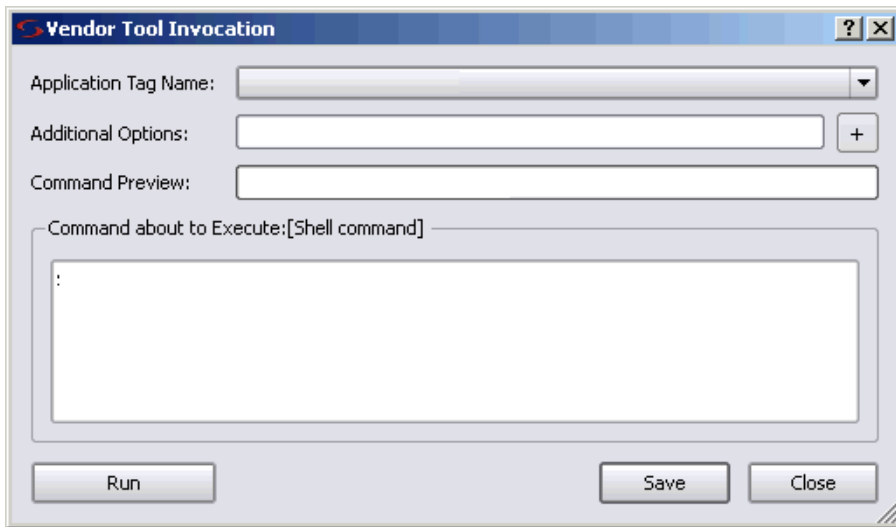 Vendor Tool Invocation ? X
Application Tag Name:
Additional Options: +
Command Preview:
Command about to Execute:[Shell command]
:
Run Save Close